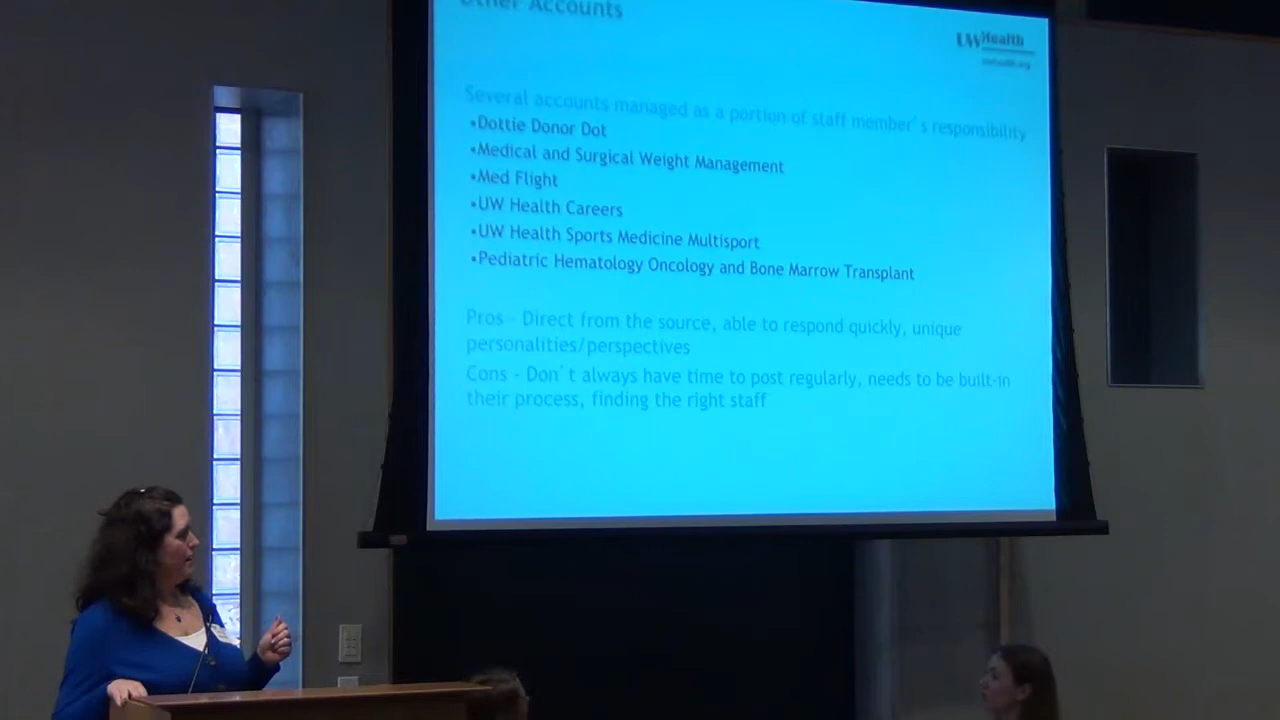 Other Accounts
UWHealth
uwhealth.org
Several accounts managed as a portion of staff member's responsibility
•Dottie Donor Dot
•Medical and Surgical Weight Management
•Med Flight
•UW Health Careers
•UW Health Sports Medicine Multisport
•Pediatric Hematology Oncology and Bone Marrow Transplant
Pros - Direct from the source, able to respond quickly, unique
personalities/perspectives
Cons - Don't always have time to post regularly, needs to be built-in
their process, finding the right staff